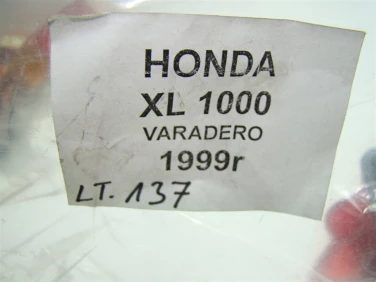 HONDA
XL 1000
VARADERO
1999r
LT. 137